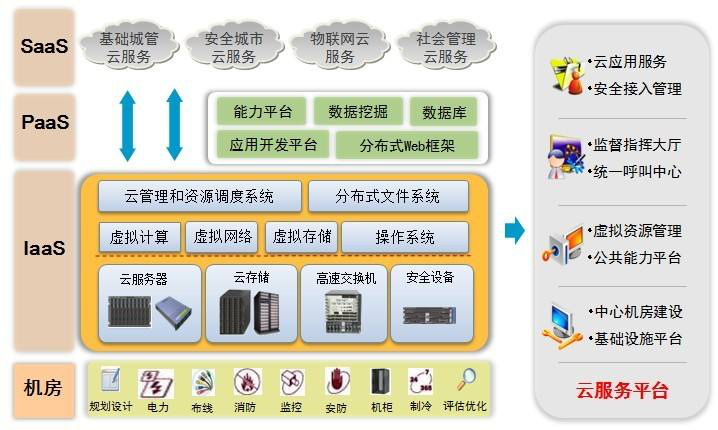 SaaS
基础城管
云服务
安全城市
云服务
物联网云
服务
社会管理
云服务
PaaS
能力平台
数据挖掘
数据库
应用开发平台
分布式Web框架
IaaS
云管理和资源调度系统
分布式文件系统
虚拟计算
虚拟网络
虚拟存储
操作系统
云服务器
云存储
高速交换机
安全设备
机房
规划设计
电力
布线
消防
监控
安防
机柜
24 7
365
制冷
评估优化
•云应用服务
•安全接入管理
•监督指挥大厅
•统一呼叫中心
•虚拟资源管理
•公共能力平台
•中心机房建设
•基础设施平台
云服务平台